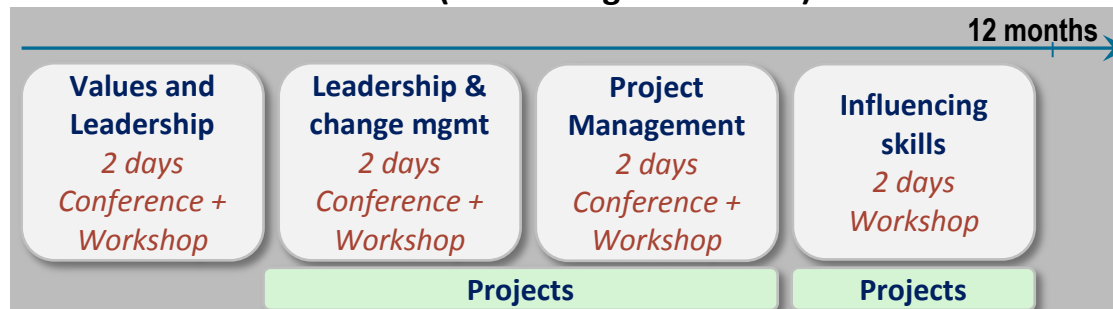 12 months
Values and
Leadership
2 days
Conference +
Workshop
Leadership &
change mgmt
2 days
Conference +
Workshop
Project
Management
2 days
Conference +
Workshop
Influencing
skills
2 days
Workshop
Projects
Projects